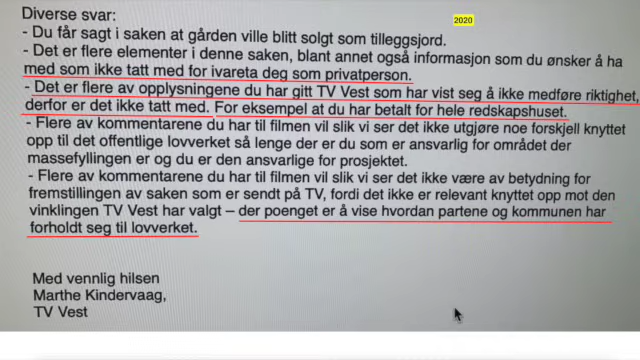 Diverse svar:
2020
- Du får sagt i saken at gården ville blitt solgt som tilleggsjord.
- Det er flere elementer i denne saken, blant annet også informasjon som du ønsker å ha
med som ikke tatt med for ivareta deg som privatperson.
- Det er flere av opplysningene du har gitt TV Vest som har vist seg å ikke medføre riktighet,
derfor er det ikke tatt med. For eksempel at du har betalt for hele redskapshuset.
- Flere av kommentarene du har til filmen vil slik vi ser det ikke utgjøre noe forskjell knyttet
opp til det offentlige lovverket så lenge der er du som er ansvarlig for området der
massefyllingen er og du er den ansvarlige for prosjektet.
- Flere av kommentarene du har til filmen vil slik vi ser det ikke være av betydning for
fremstillingen av saken som er sendt på TV, fordi det ikke er relevant knyttet opp mot den
vinklingen TV Vest har valgt – der poenget er å vise hvordan partene og kommunen har
forholdt seg til lovverket.
Med vennlig hilsen
Marthe Kindervaag,
TV Vest